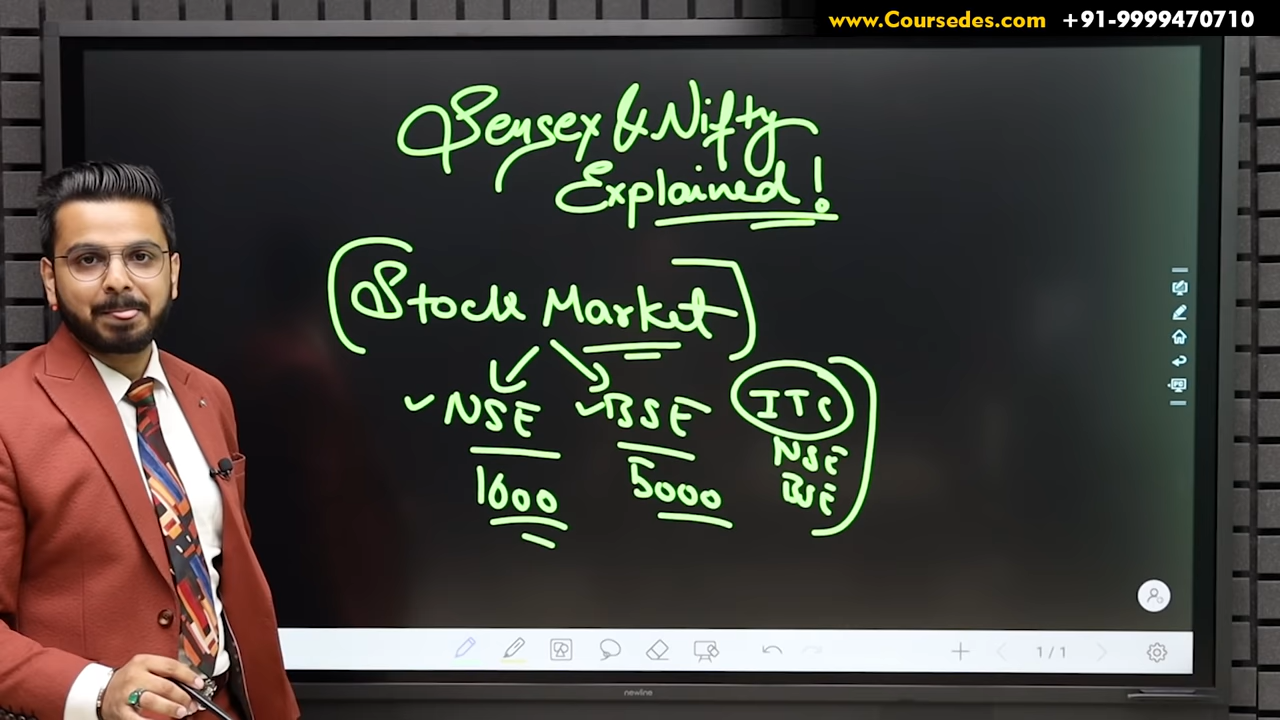 www.Coursedes.com +91-9999470710
Sensex & Nifty
Explained!
Stock Market
NSE BSE
1600 5000
ITC
NSE
BSE
1/1
newline